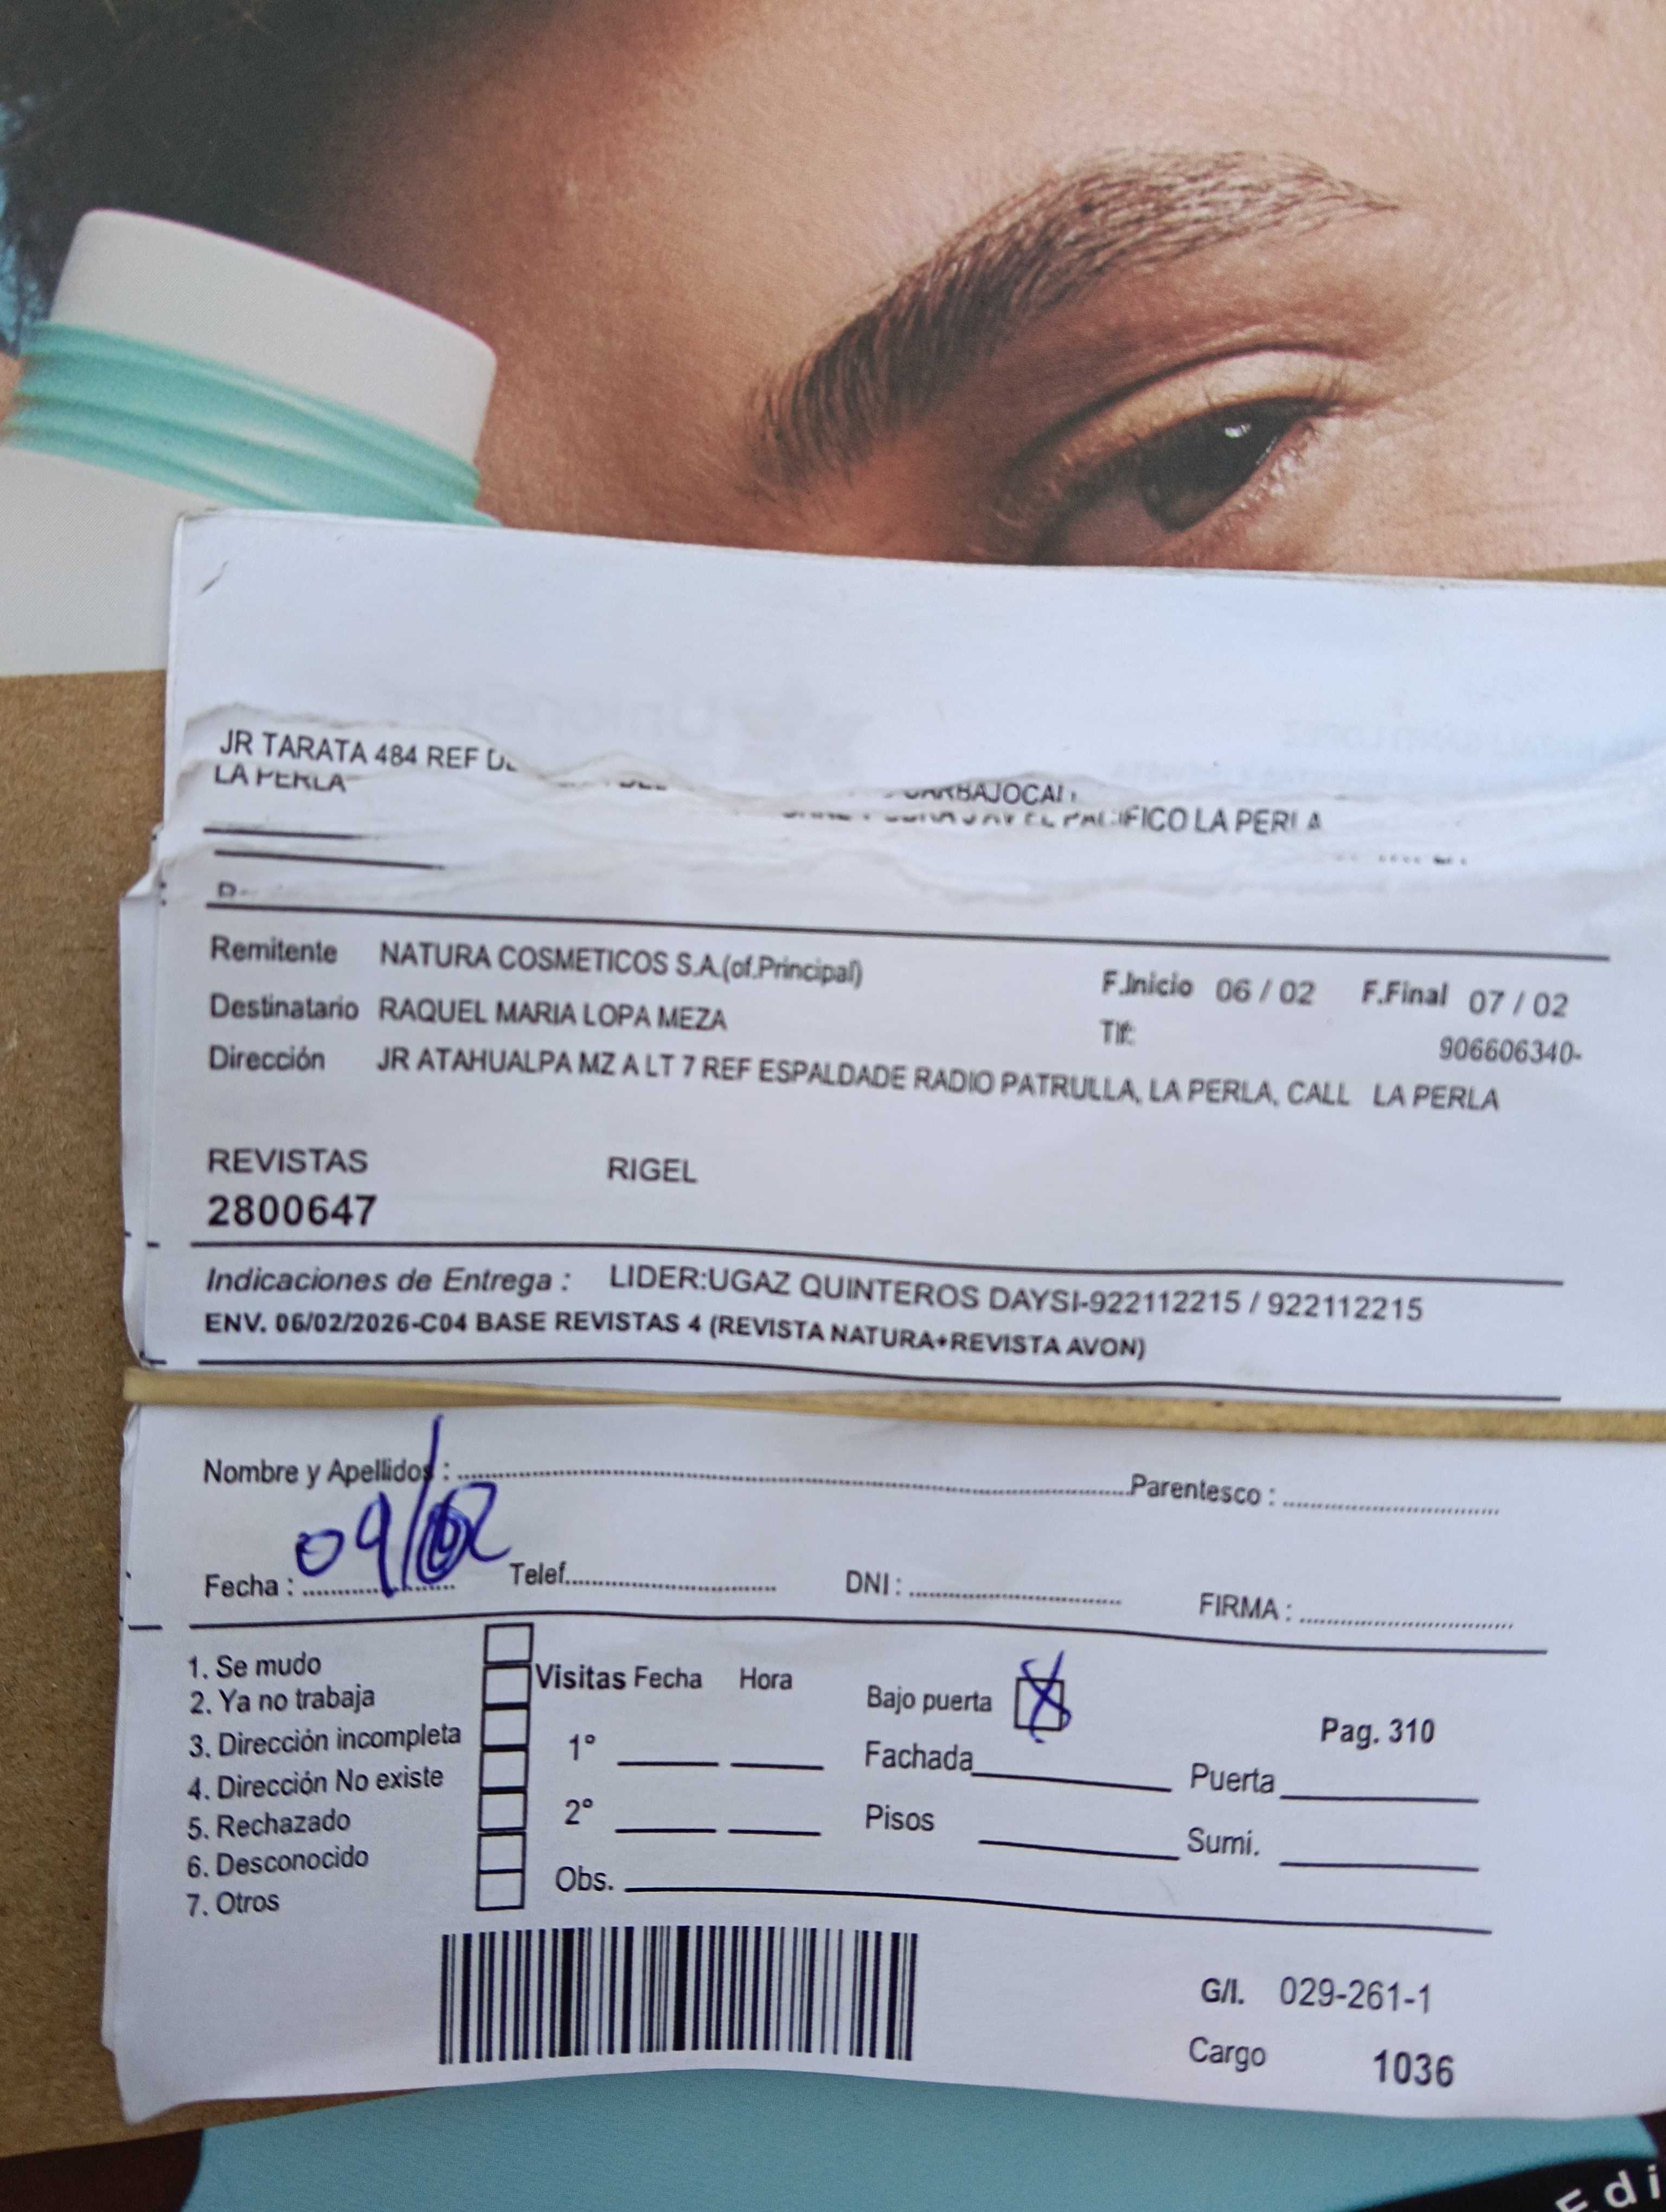 JR TARATA 484 REF
LA PERLA
CARBAJOCAL
AV EL PACIFICO LA PERLA
Remitente NATURA COSMETICOS S.A.(of.Principal) F.Inicio 06 / 02 F.Final 07 / 02
Destinatario RAQUEL MARIA LOPA MEZA Tlf: 906606340-
Dirección JR ATAHUALPA MZ A LT 7 REF ESPALDADE RADIO PATRULLA, LA PERLA, CALL LA PERLA
REVISTAS RIGEL
2800647
Indicaciones de Entrega : LIDER:UGAZ QUINTEROS DAYSI-922112215 / 922112215
ENV. 06/02/2026-C04 BASE REVISTAS 4 (REVISTA NATURA+REVISTA AVON)
Nombre y Apellidos : Parentesco :
Fecha : 09/02 Telef. DNI : FIRMA :
1. Se mudo
2. Ya no trabaja Visitas Fecha Hora Bajo puerta X Pag. 310
3. Dirección incompleta 1° Fachada Puerta
4. Dirección No existe
5. Rechazado 2° Pisos Sumi.
6. Desconocido
7. Otros Obs.
G/I. 029-261-1
Cargo 1036
Edi